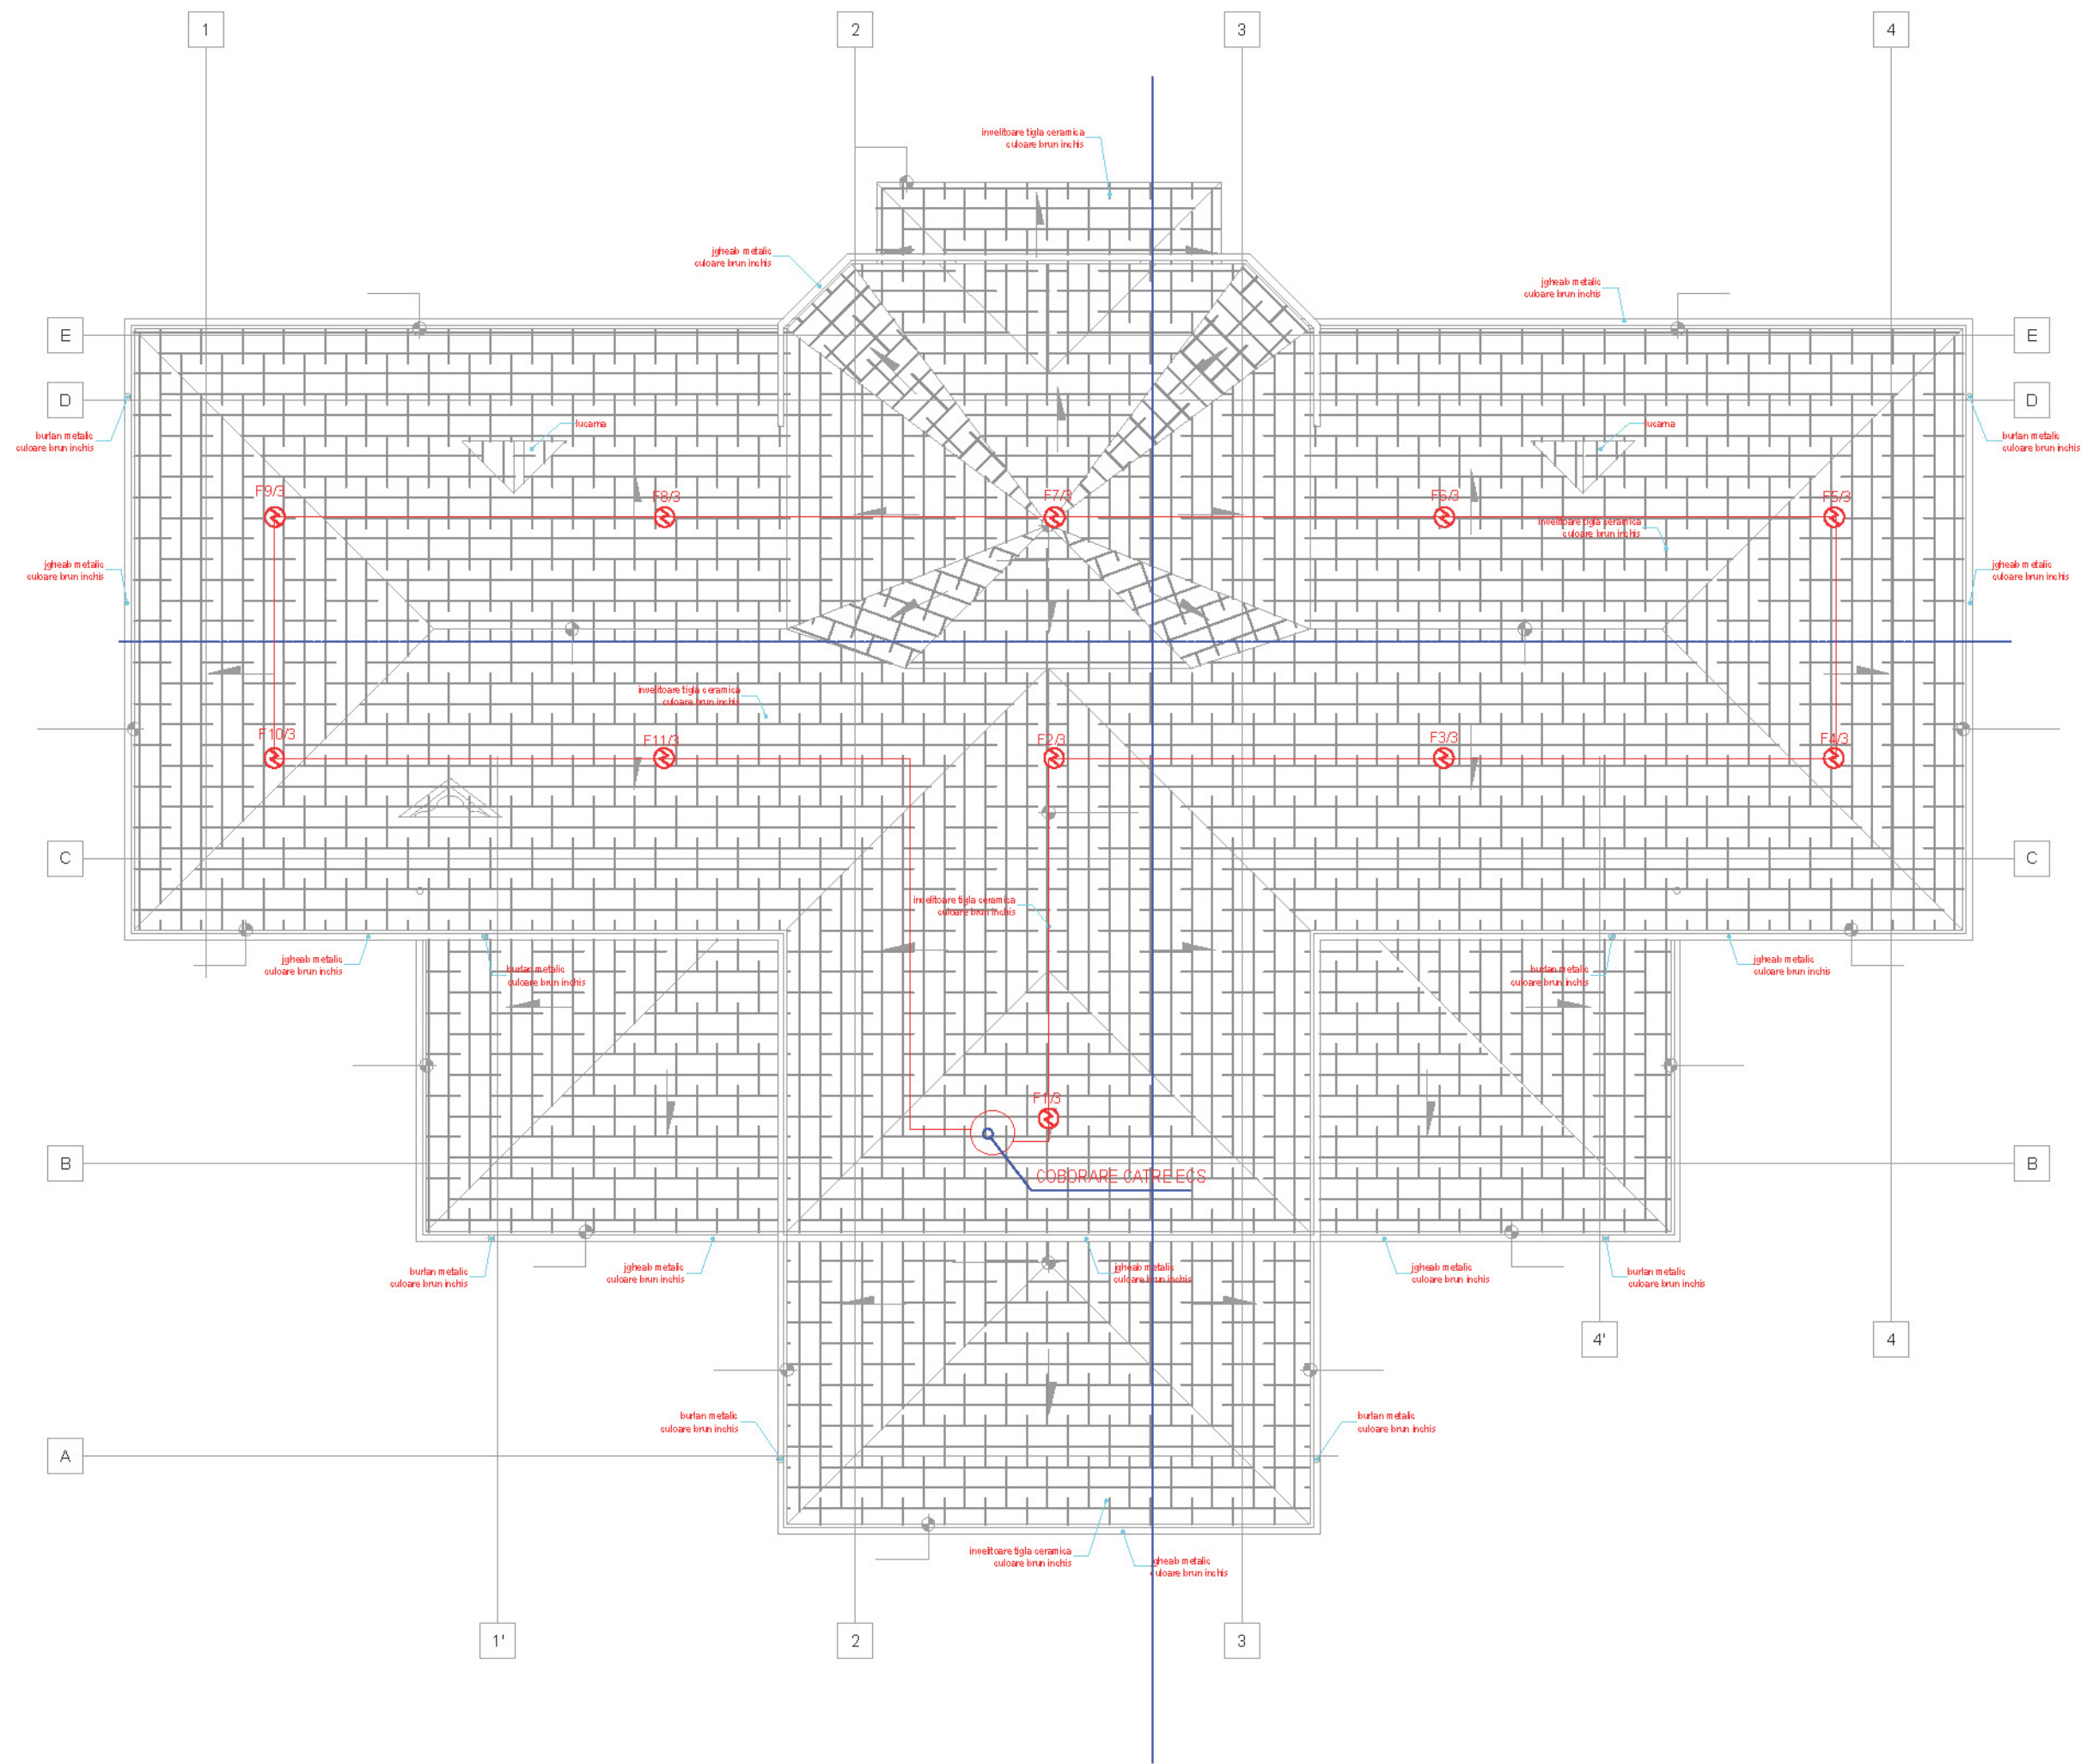 1
2
3
4
invelitoare tigla ceramica
culoare brun inchis
jgheab metalic
culoare brun inchis
jgheab metalic
culoare brun inchis
E
E
D
D
lucarna
lucarna
burlan metalic
culoare brun inchis
burlan metalic
culoare brun inchis
F9/3
F8/3
F7/3
F6/3
F5/3
invelitoare tigla ceramica
culoare brun inchis
jgheab metalic
culoare brun inchis
jgheab metalic
culoare brun inchis
invelitoare tigla ceramica
culoare brun inchis
F10/3
F11/3
F2/3
F3/3
F4/3
C
C
invelitoare tigla ceramica
culoare brun inchis
jgheab metalic
culoare brun inchis
burlan metalic
culoare brun inchis
burlan metalic
culoare brun inchis
jgheab metalic
culoare brun inchis
F1/3
B
B
COBORARE CATRE ECS
burlan metalic
culoare brun inchis
jgheab metalic
culoare brun inchis
jgheab metalic
culoare brun inchis
jgheab metalic
culoare brun inchis
burlan metalic
culoare brun inchis
4'
4
burlan metalic
culoare brun inchis
burlan metalic
culoare brun inchis
A
invelitoare tigla ceramica
culoare brun inchis
jgheab metalic
culoare brun inchis
1'
2
3